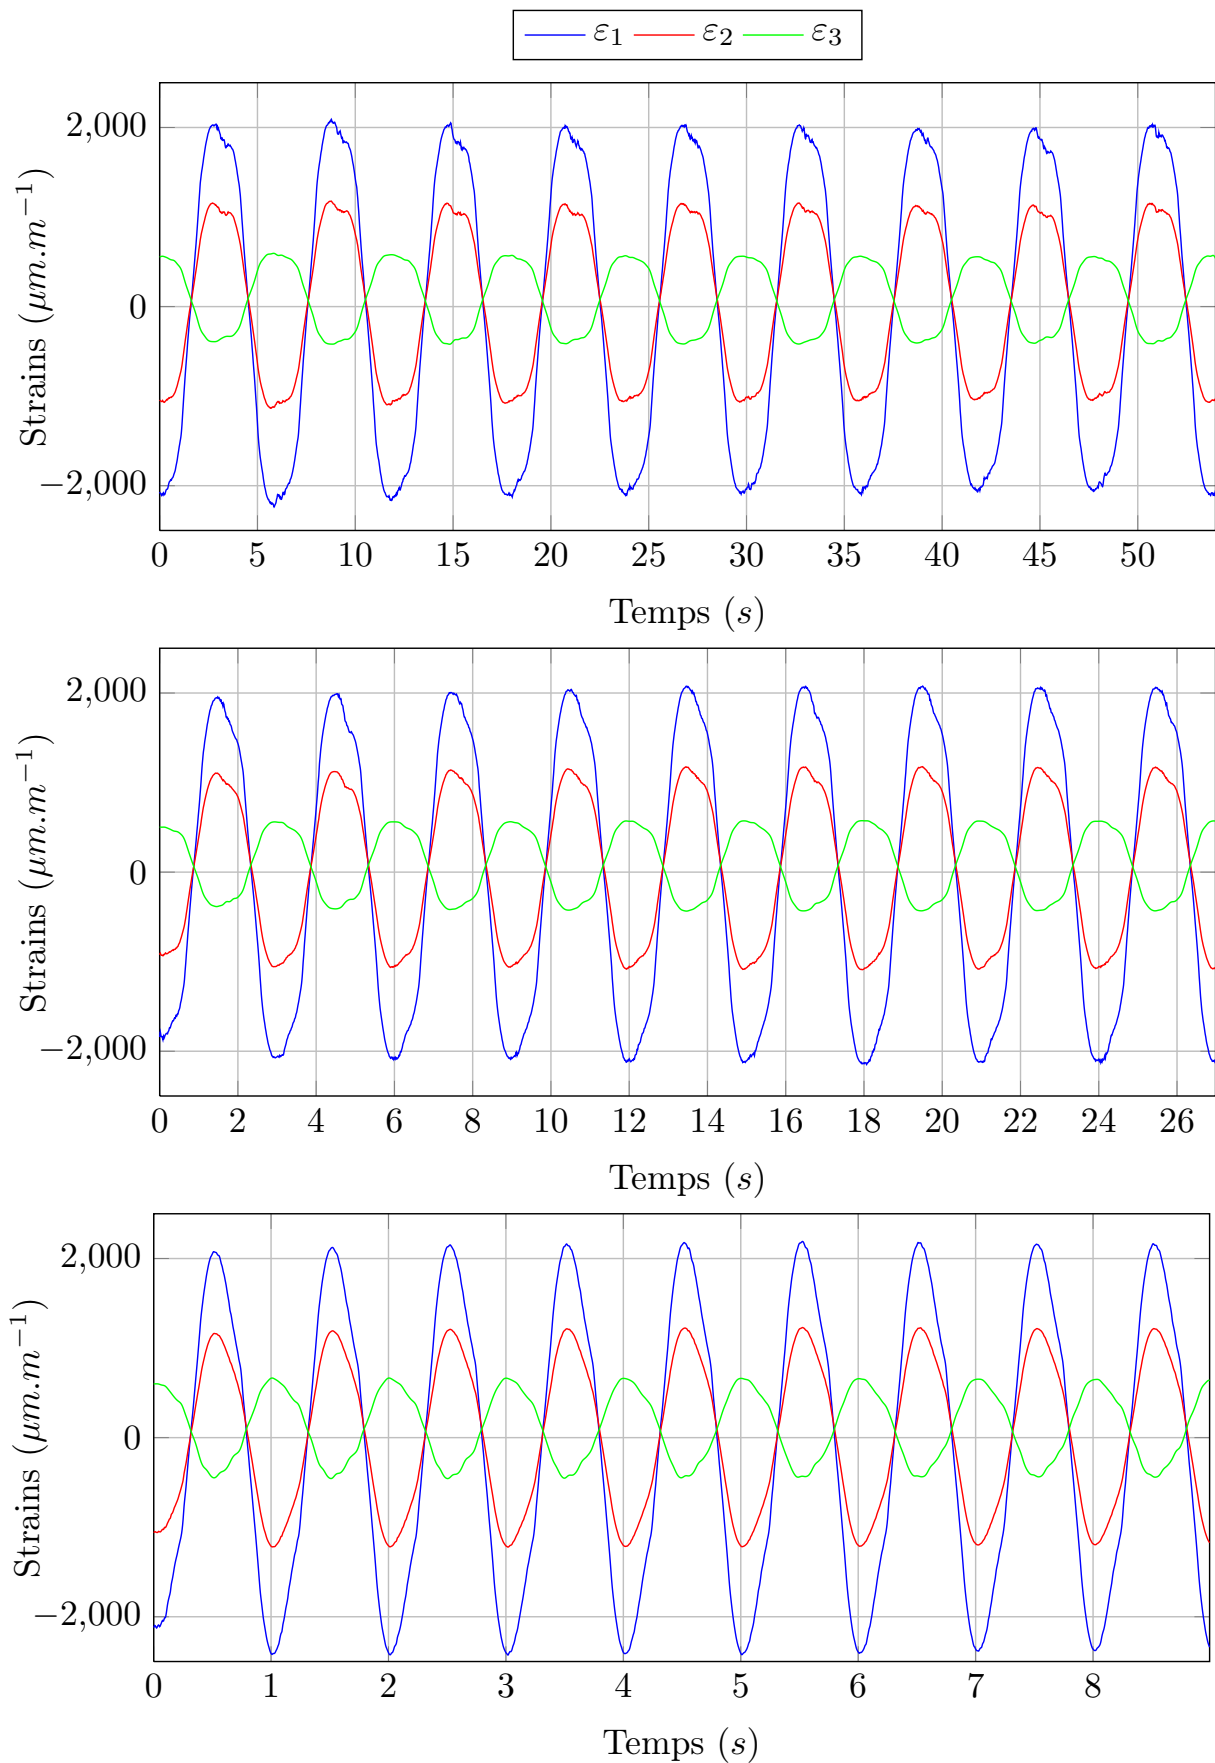 ε1 ε2 ε3
2,000
0
−2,000
Strains (μm.m−1)
0 5 10 15 20 25 30 35 40 45 50
Temps (s)
2,000
0
−2,000
Strains (μm.m−1)
0 2 4 6 8 10 12 14 16 18 20 22 24 26
Temps (s)
2,000
0
−2,000
Strains (μm.m−1)
0 1 2 3 4 5 6 7 8
Temps (s)